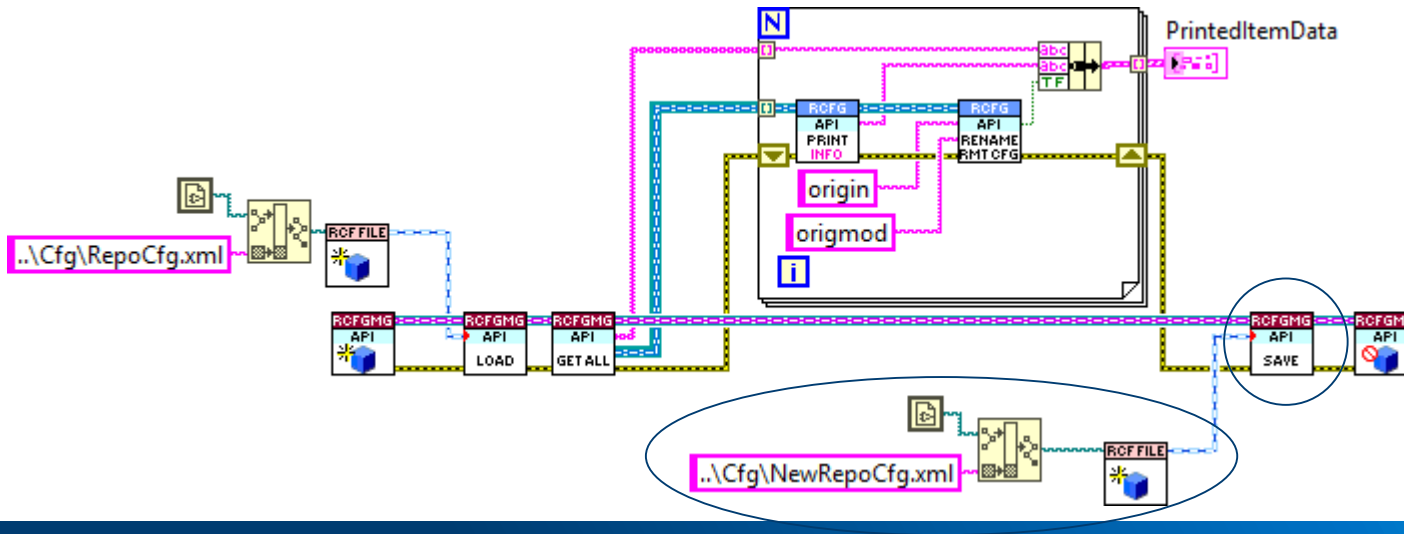 N
PrintedItemData
abc
abc
TF
RCFG
API
PRINT
INFO
RCFG
API
RENAME
RMT CFG
origin
origmod
i
..\Cfg\RepoCfg.xml
RCF FILE
RCFGMG
API
RCFGMG
API
LOAD
RCFGMG
API
GET ALL
RCFGMG
API
SAVE
RCFGM
API
..\Cfg\NewRepoCfg.xml
RCF FILE